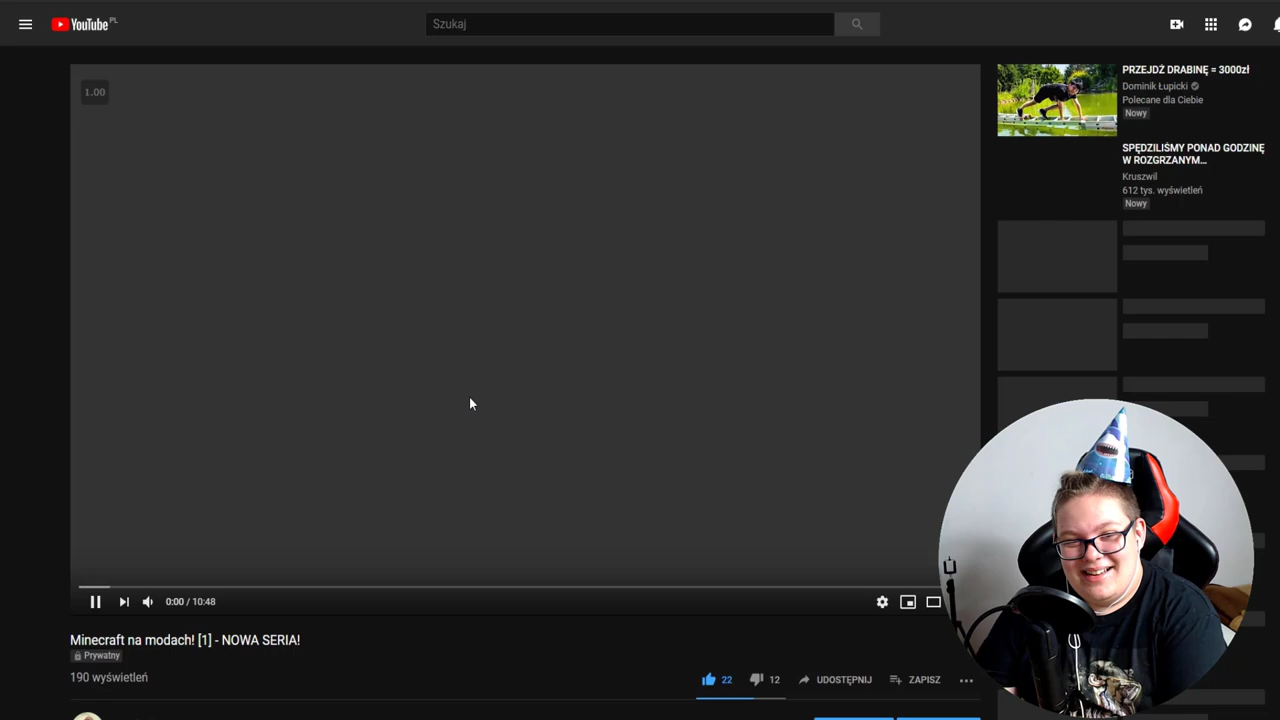 YouTube PL
Szukaj
1.00
PRZEJDŹ DRABINĘ = 3000zł
Dominik Łupicki
Polecane dla Ciebie
Nowy
SPĘDZILIŚMY PONAD GODZINĘ
W ROZGRZANYM...
Kruszwil
612 tys. wyświetleń
Nowy
0:00 / 10:48
Minecraft na modach! [1] - NOWA SERIA!
Prywatny
190 wyświetleń
22
12
UDOSTĘPNIJ
ZAPISZ